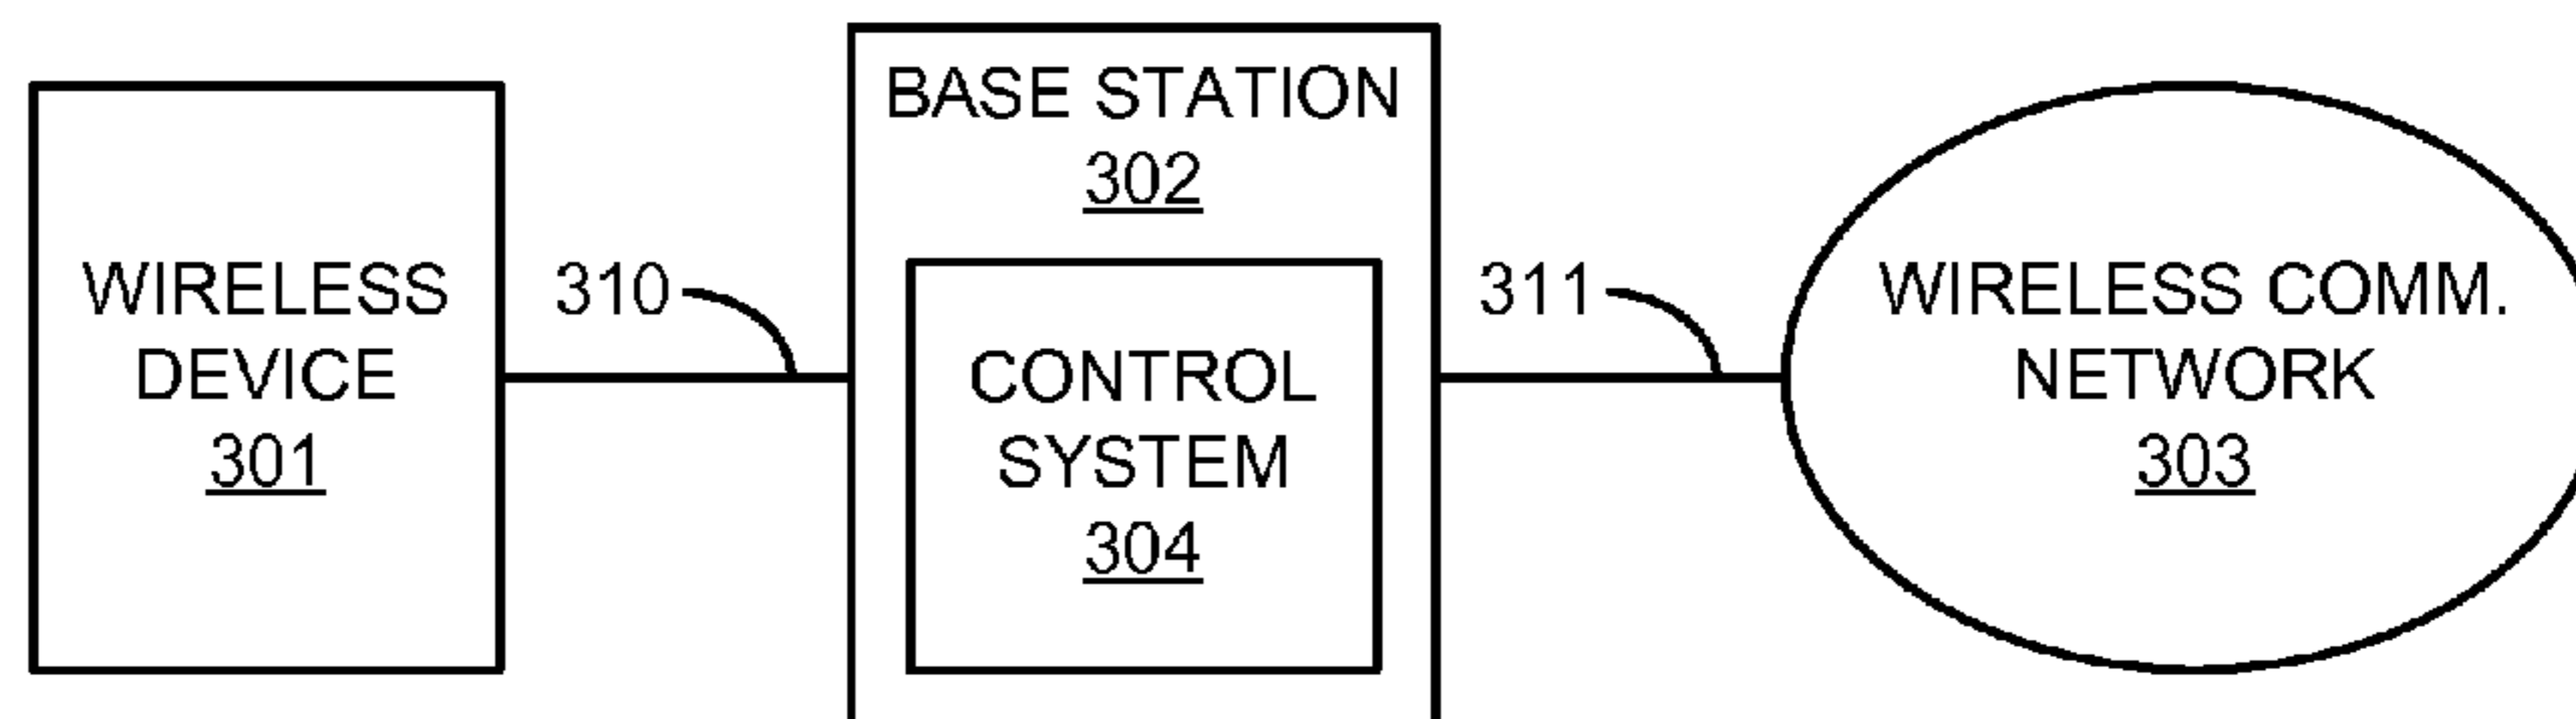 WIRELESS
DEVICE
301
310
BASE STATION
302
CONTROL
SYSTEM
304
311
WIRELESS COMM.
NETWORK
303